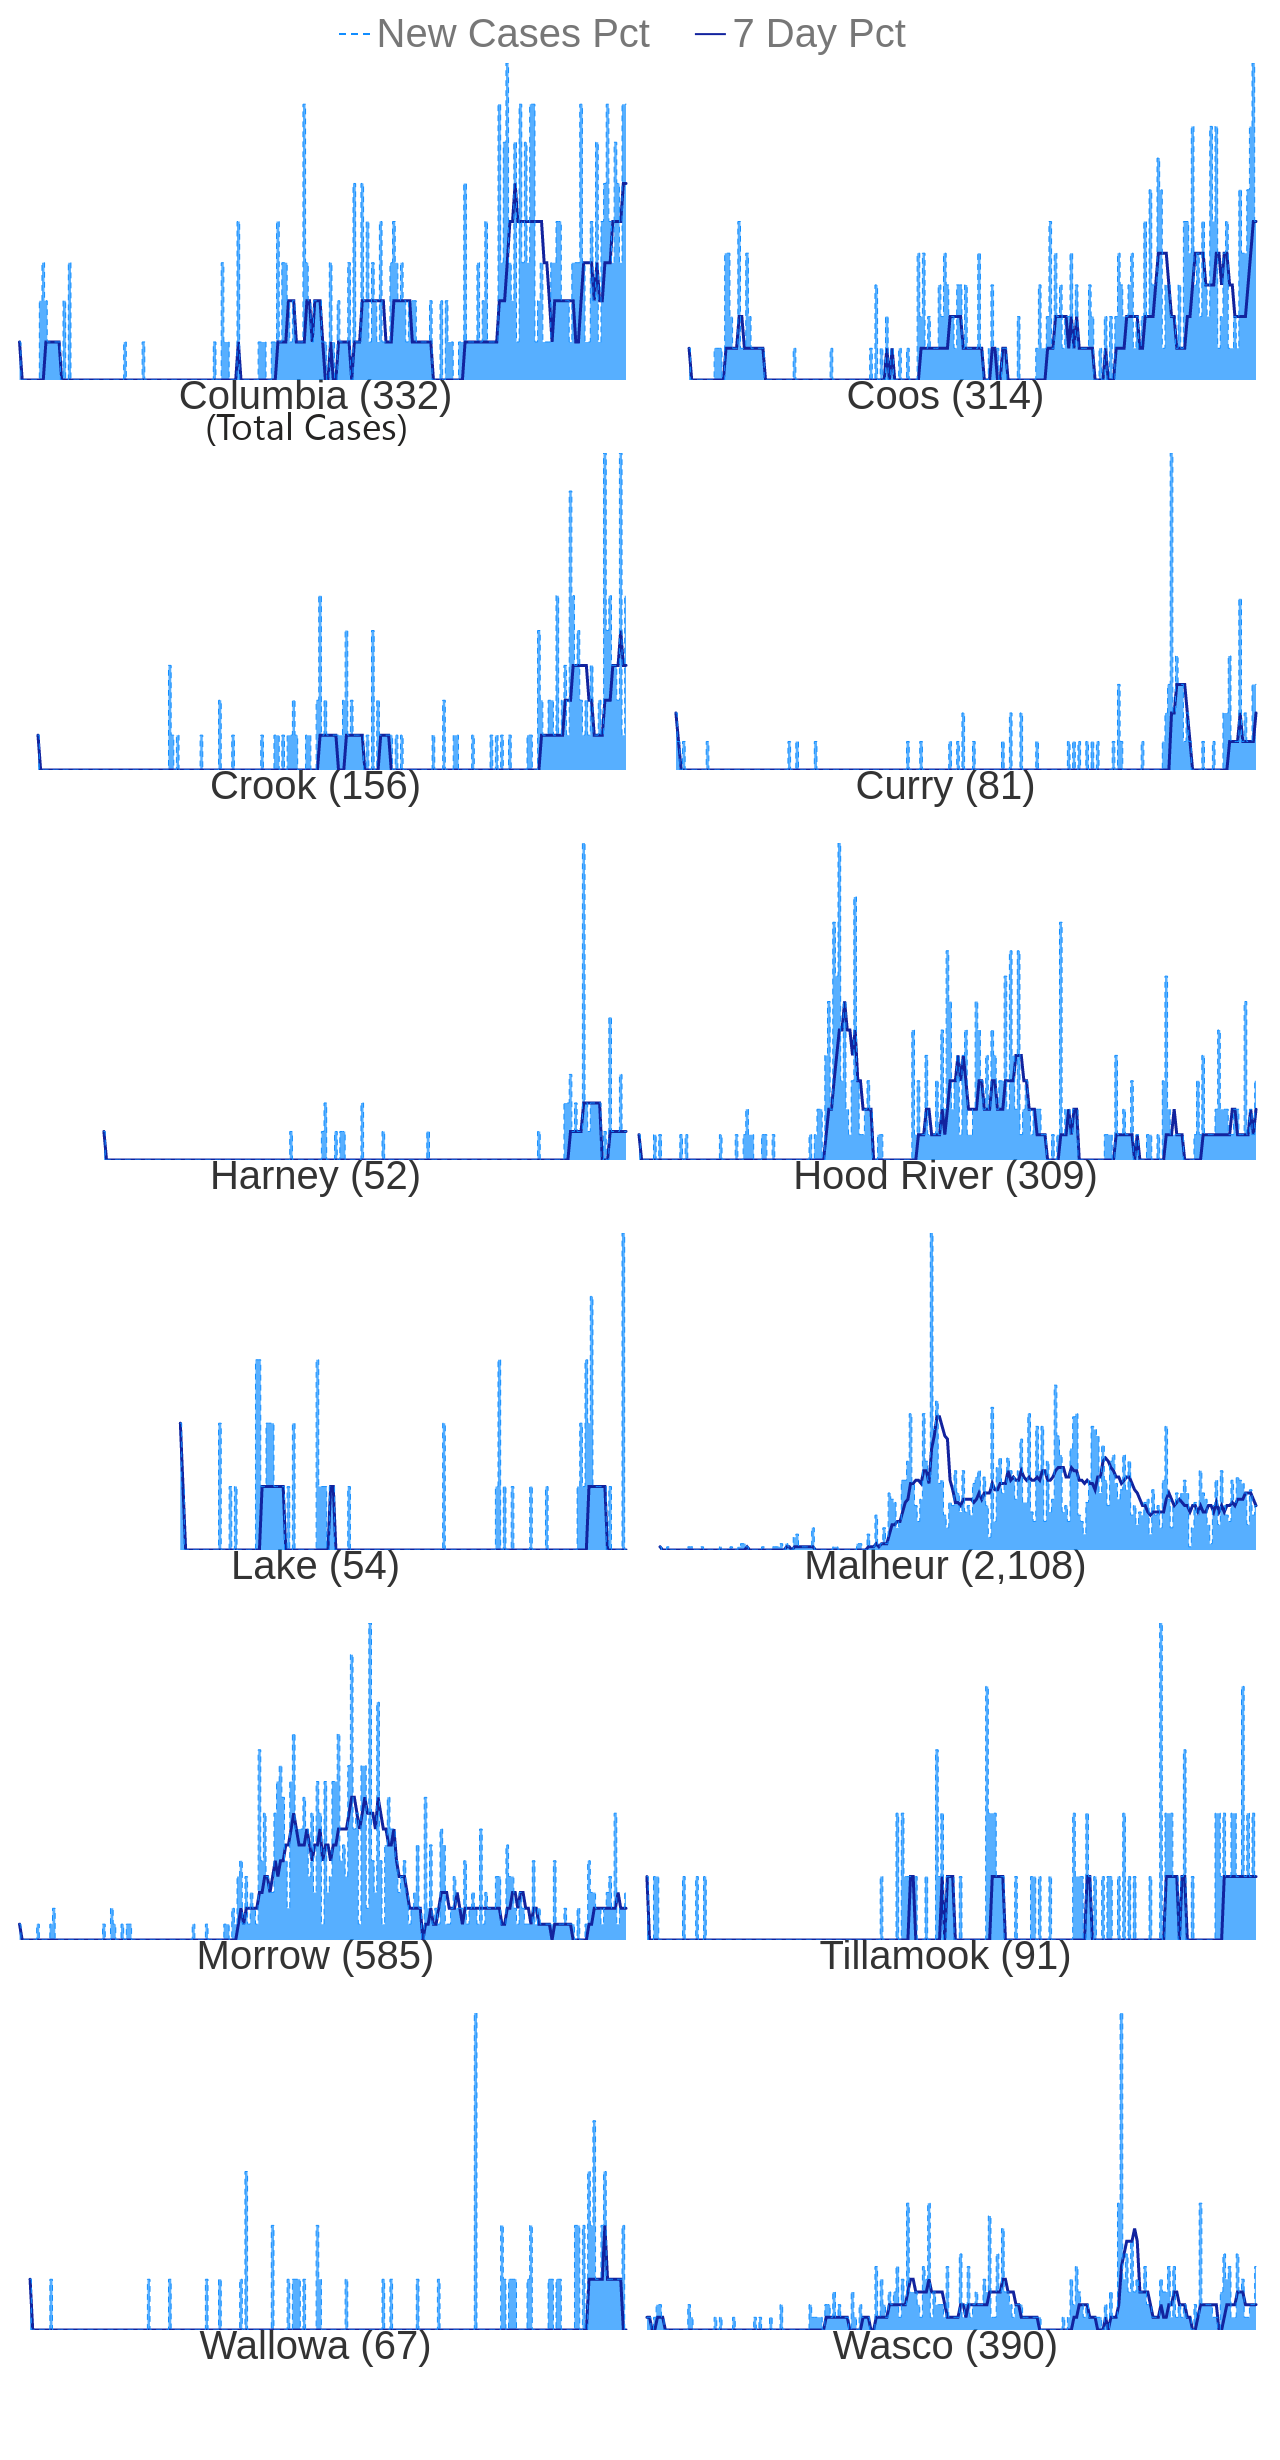 New Cases Pct 7 Day Pct
Columbia (332) Coos (314)
(Total Cases)
Crook (156) Curry (81)
Harney (52) Hood River (309)
Lake (54) Malheur (2,108)
Morrow (585) Tillamook (91)
Wallowa (67) Wasco (390)